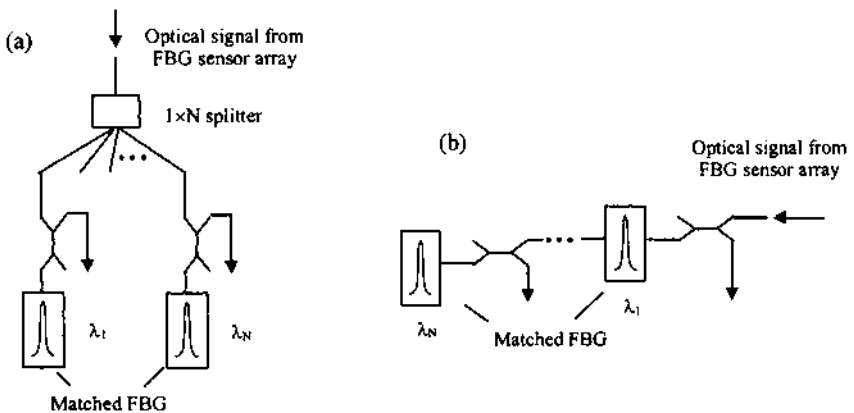 (a)
Optical signal from
FBG sensor array
1×N splitter
λ1
λN
Matched FBG
(b)
Optical signal from
FBG sensor array
λN
λ1
Matched FBG